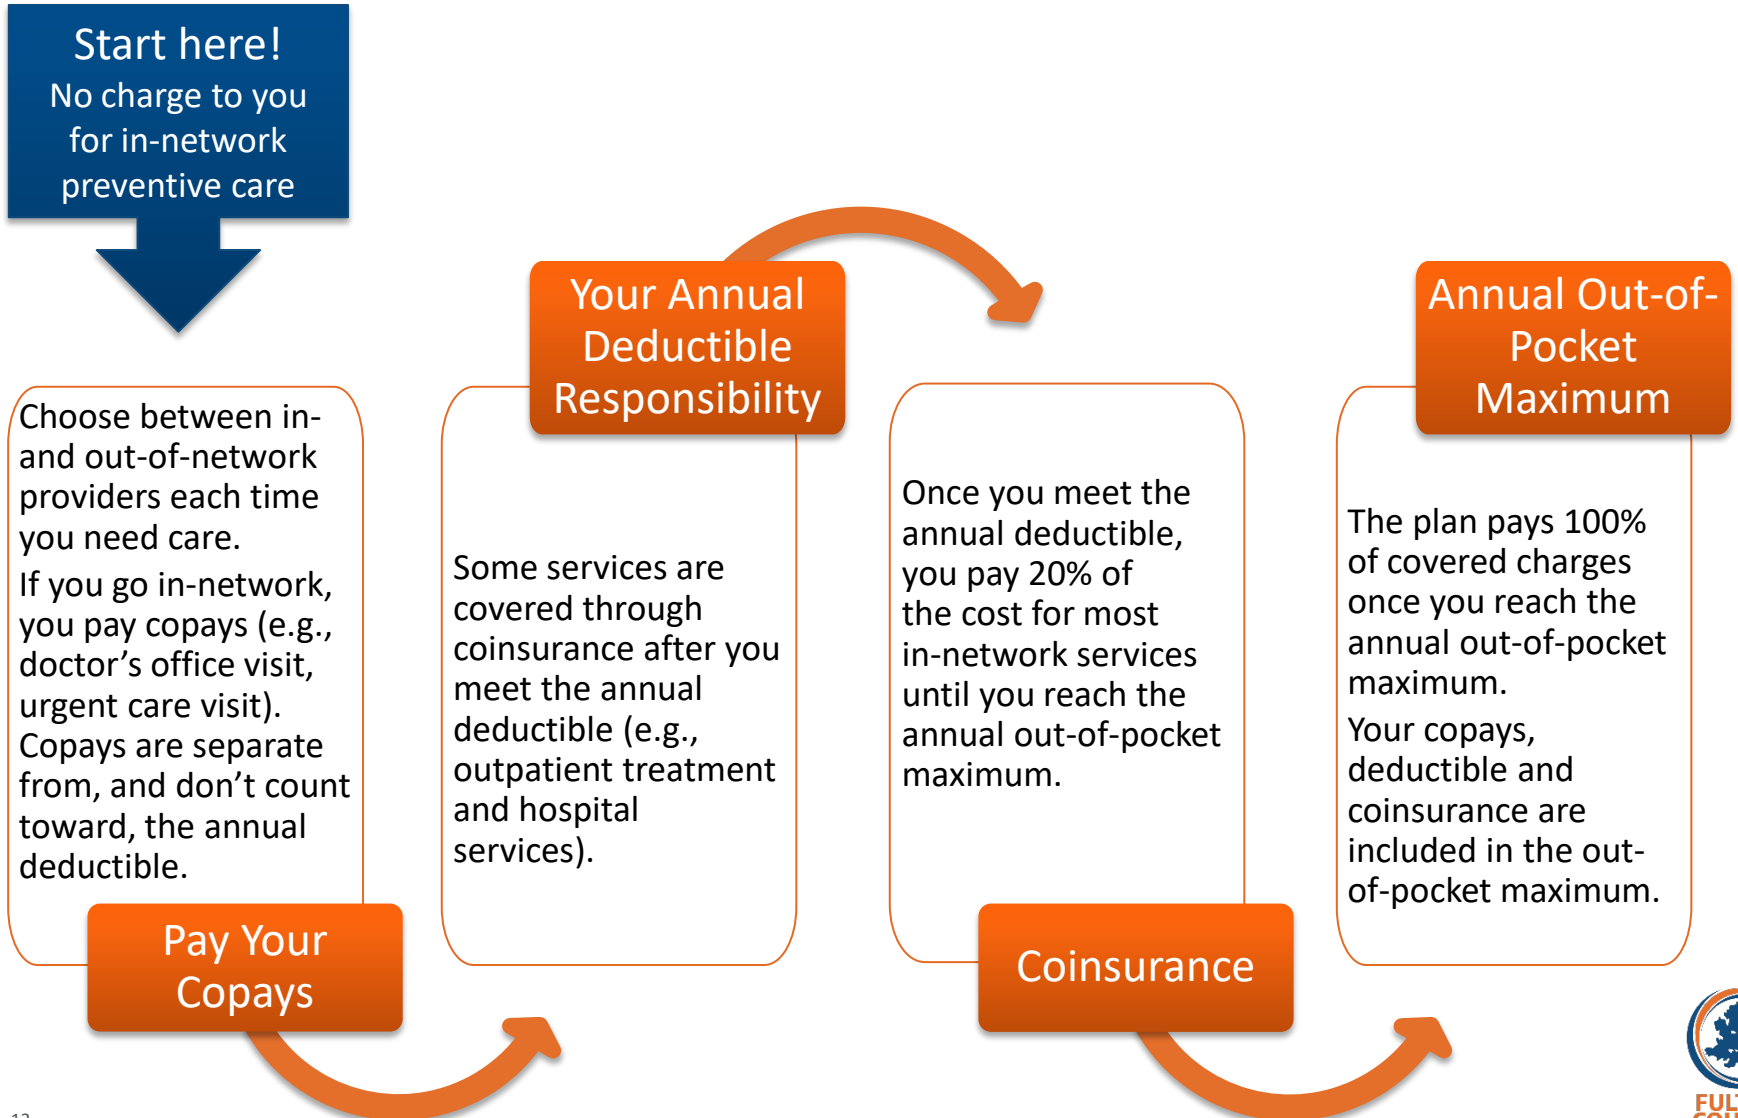 Start here!
No charge to you
for in-network
preventive care
Choose between in-
and out-of-network
providers each time
you need care.
If you go in-network,
you pay copays (e.g.,
doctor’s office visit,
urgent care visit).
Copays are separate
from, and don’t count
toward, the annual
deductible.
Pay Your
Copays
Your Annual
Deductible
Responsibility
Some services are
covered through
coinsurance after you
meet the annual
deductible (e.g.,
outpatient treatment
and hospital
services).
Once you meet the
annual deductible,
you pay 20% of
the cost for most
in-network services
until you reach the
annual out-of-pocket
maximum.
Coinsurance
Annual Out-of-
Pocket
Maximum
The plan pays 100%
of covered charges
once you reach the
annual out-of-pocket
maximum.
Your copays,
deductible and
coinsurance are
included in the out-
of-pocket maximum.